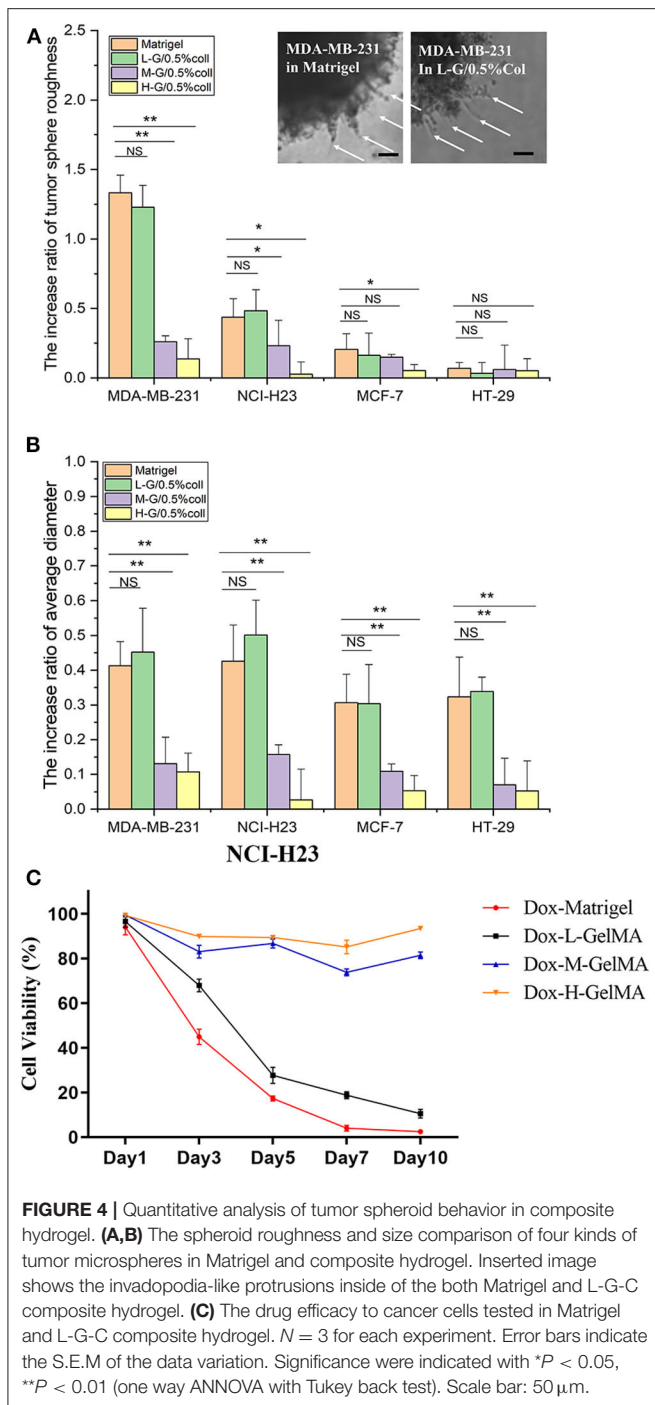 A
The increase ratio of tumor sphere roughness
2.5
2.0
1.5
1.0
0.5
0.0
Matrigel
L-G/0.5%coll
M-G/0.5%coll
H-G/0.5%coll
MDA-MB-231
in Matrigel
MDA-MB-231
In L-G/0.5%Col
**
**
NS
*
*
NS
*
NS
NS
NS
NS
NS
MDA-MB-231 NCI-H23 MCF-7 HT-29
B
The increase ratio of average diameter
1.0
0.9
0.8
0.7
0.6
0.5
0.4
0.3
0.2
0.1
0.0
Matrigel
L-G/0.5%coll
M-G/0.5%coll
H-G/0.5%coll
**
**
NS
**
**
NS
**
**
NS
**
**
NS
MDA-MB-231 NCI-H23 MCF-7 HT-29
NCI-H23
C
Cell Viability (%)
100
80
60
40
20
0
Day1 Day3 Day5 Day7 Day10
Dox-Matrigel
Dox-L-GelMA
Dox-M-GelMA
Dox-H-GelMA
FIGURE 4 | Quantitative analysis of tumor spheroid behavior in composite
hydrogel. (A,B) The spheroid roughness and size comparison of four kinds of
tumor microspheres in Matrigel and composite hydrogel. Inserted image
shows the invadopodia-like protrusions inside of the both Matrigel and L-G-C
composite hydrogel. (C) The drug efficacy to cancer cells tested in Matrigel
and L-G-C composite hydrogel. N = 3 for each experiment. Error bars indicate
the S.E.M of the data variation. Significance were indicated with *P < 0.05,
**P < 0.01 (one way ANNOVA with Tukey back test). Scale bar: 50 μm.